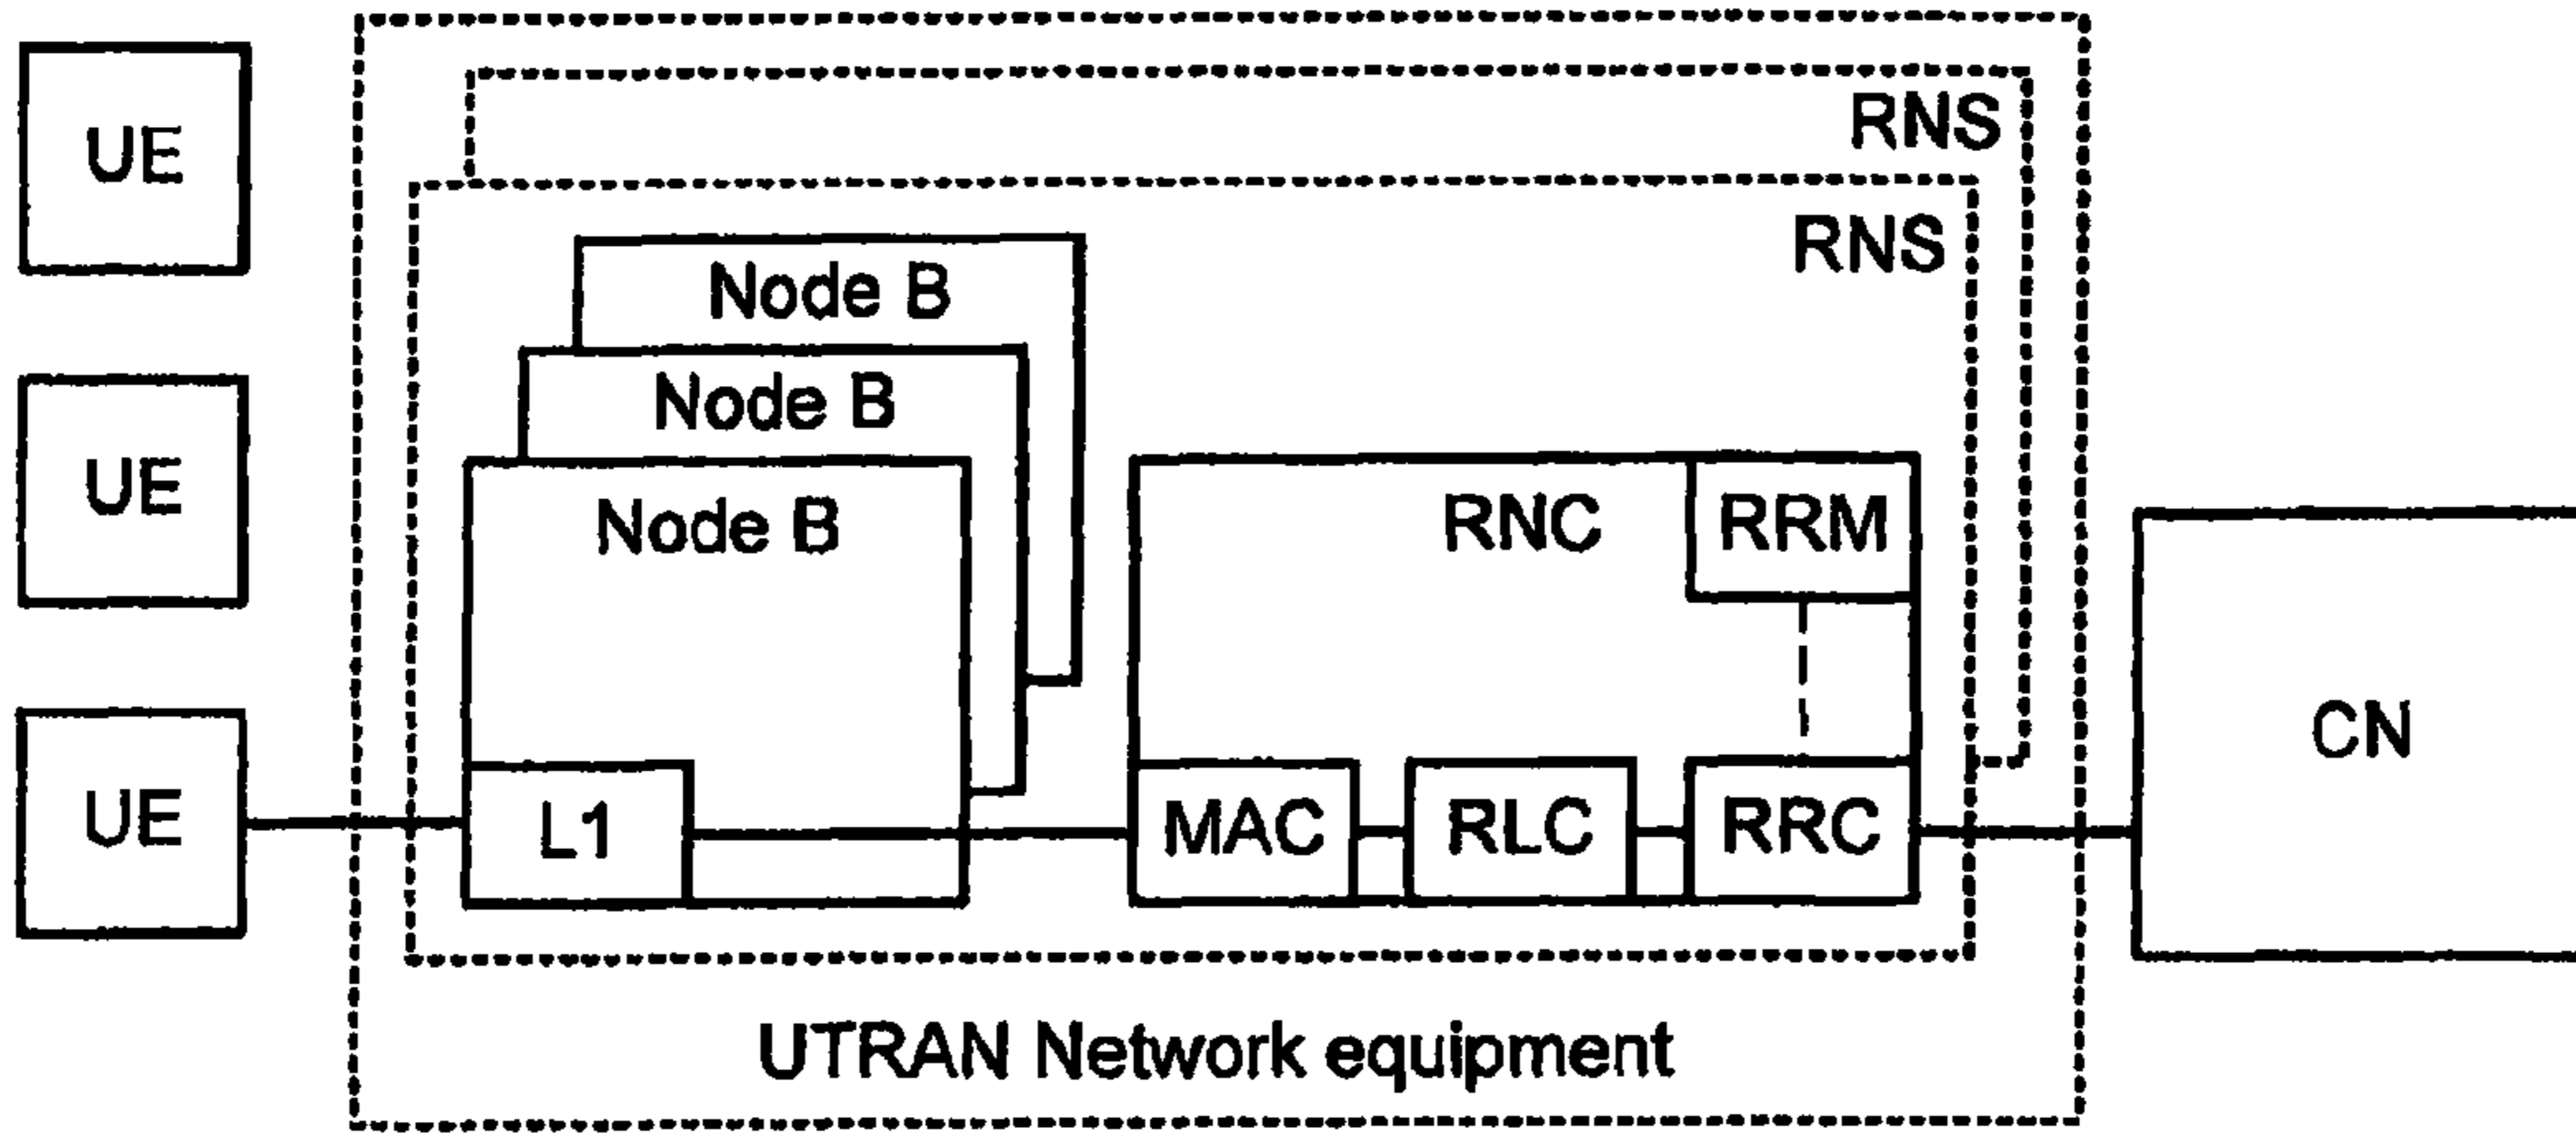 UE
RNS
RNS
Node B
Node B
UE
Node B
RNC
RRM
CN
UE
L1
MAC
RLC
RRC
UTRAN Network equipment